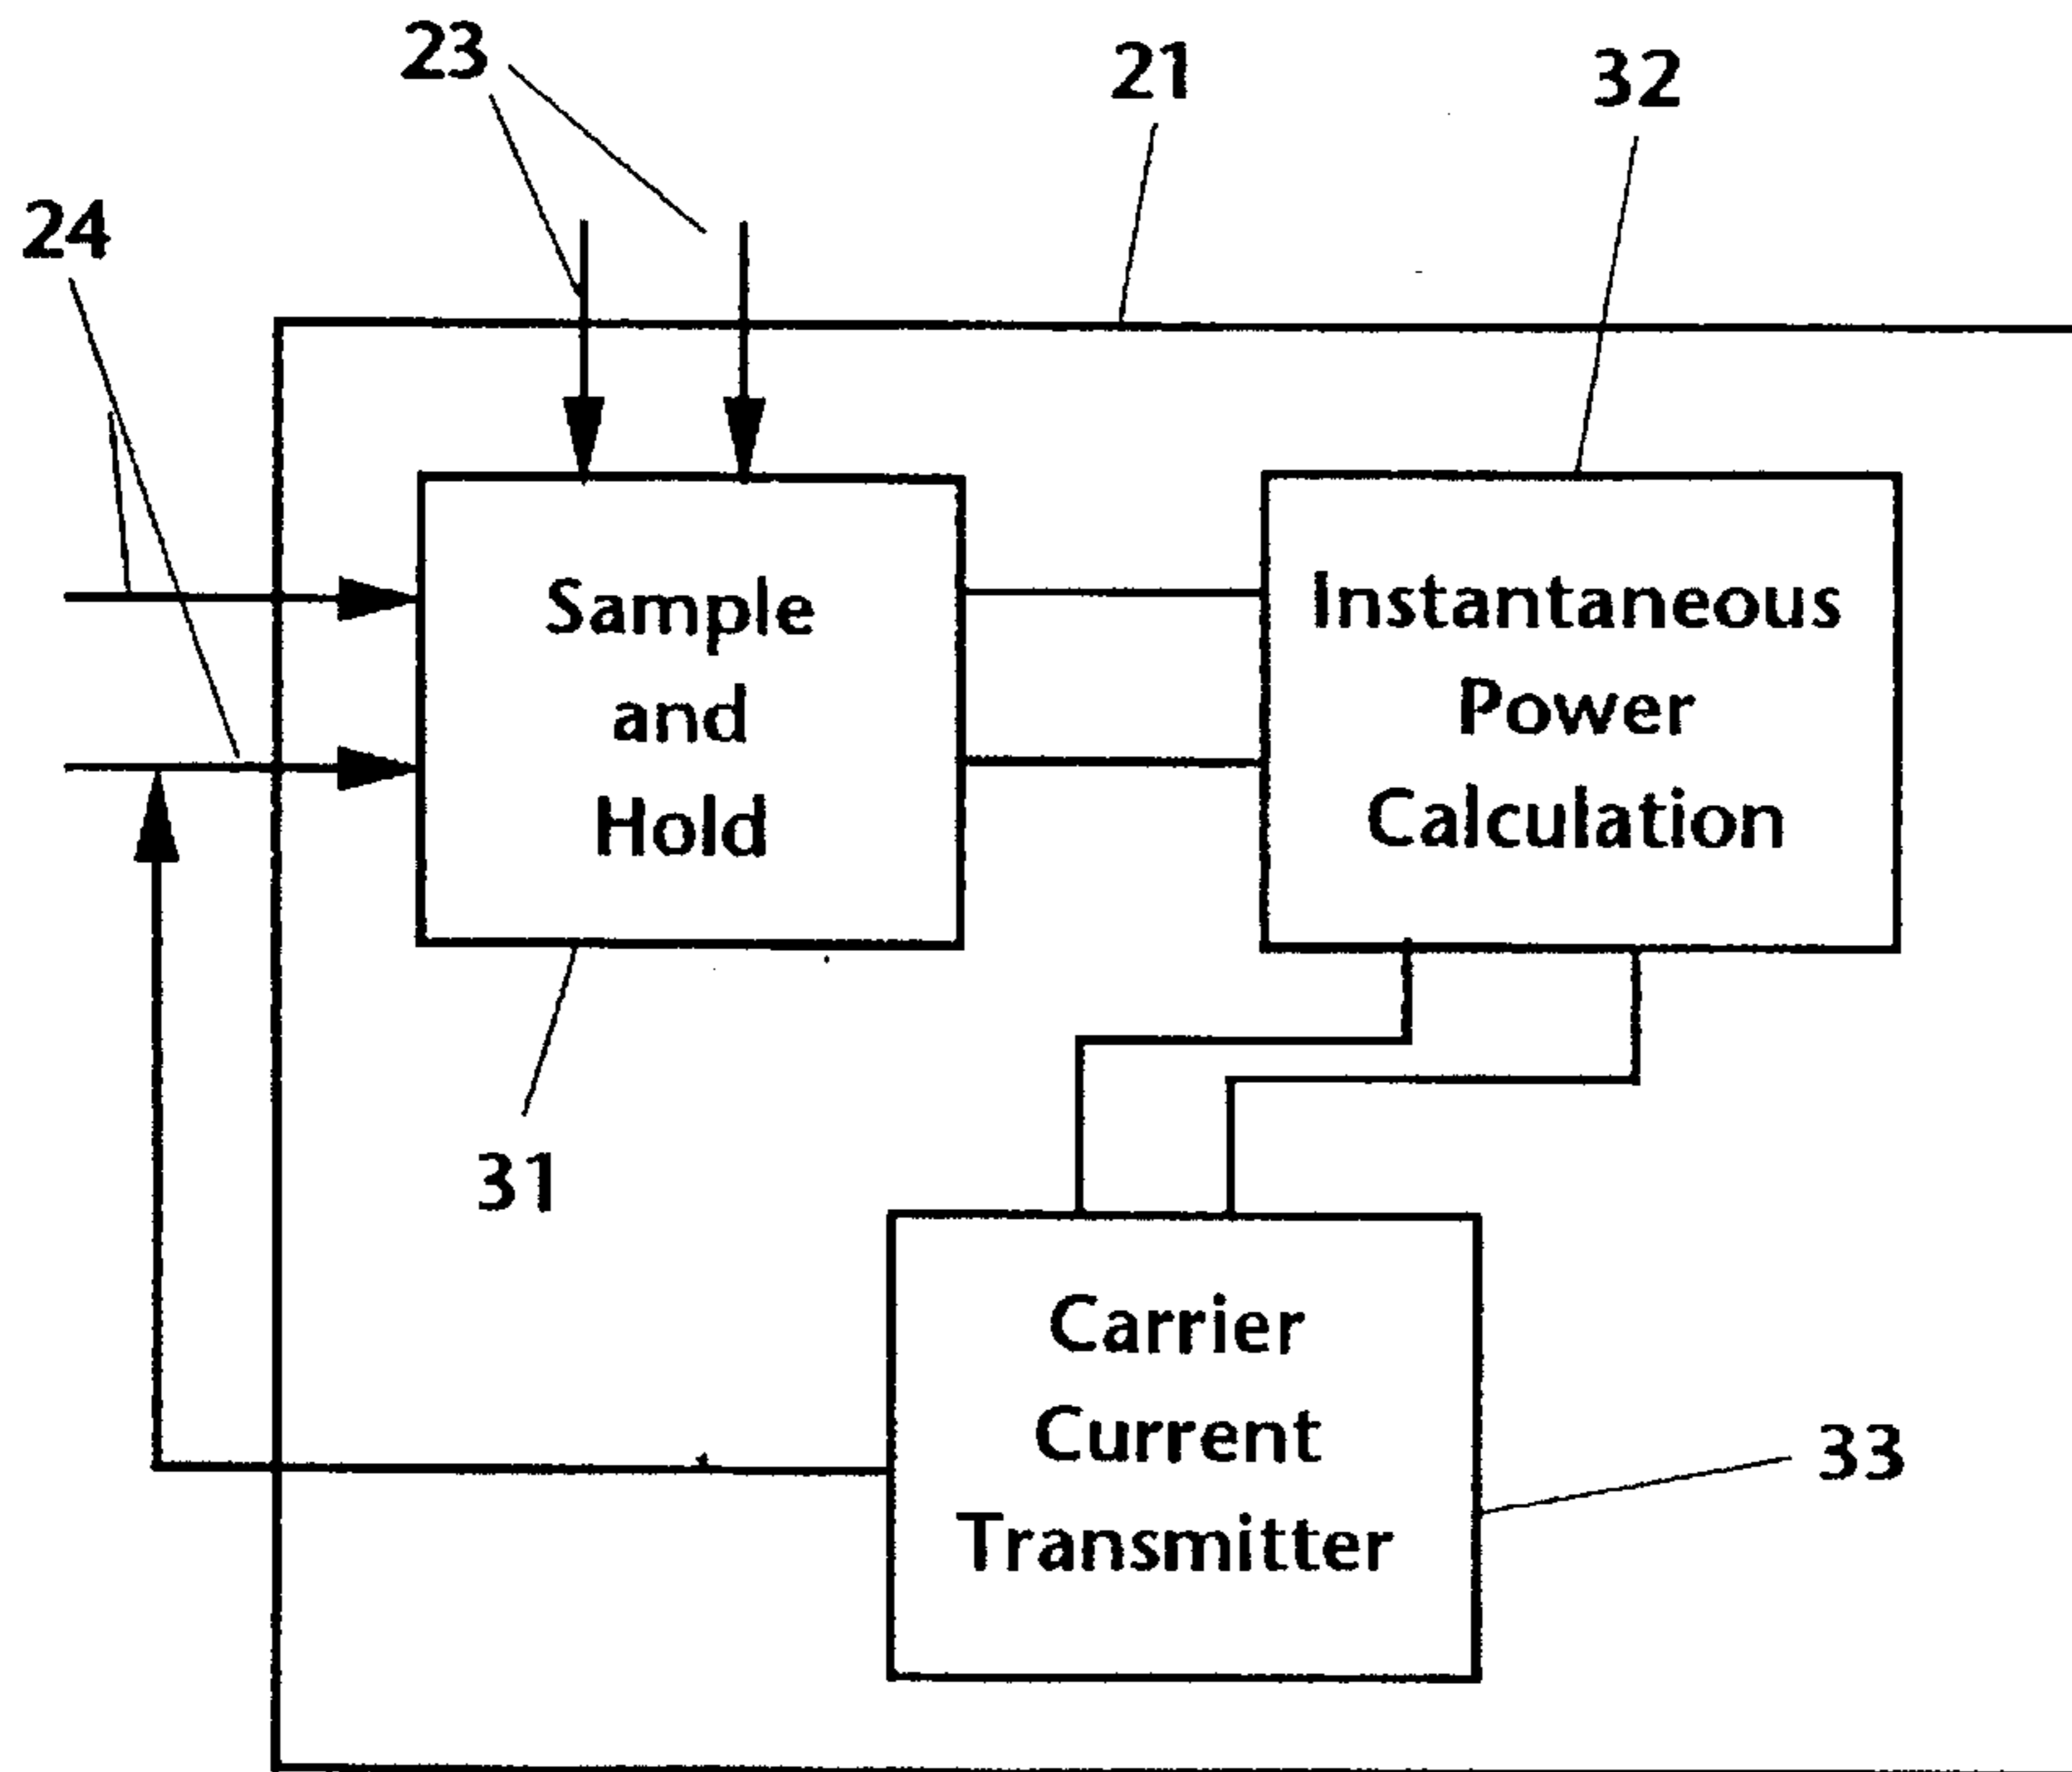 23
21
32
24
Sample
and
Hold
Instantaneous
Power
Calculation
31
Carrier
Current
Transmitter
33